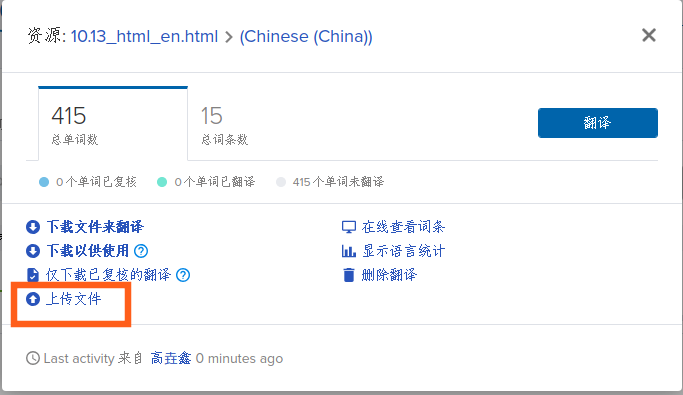 资源: 10.13_html_en.html > (Chinese (China))
415
总单词数
15
总词条数
翻译
0 个单词已复核
0 个单词已翻译
415 个单词未翻译
下载文件来翻译
在线查看词条
下载以供使用
显示语言统计
仅下载已复核的翻译
删除翻译
上传文件
Last activity 来自 高垚鑫 0 minutes ago